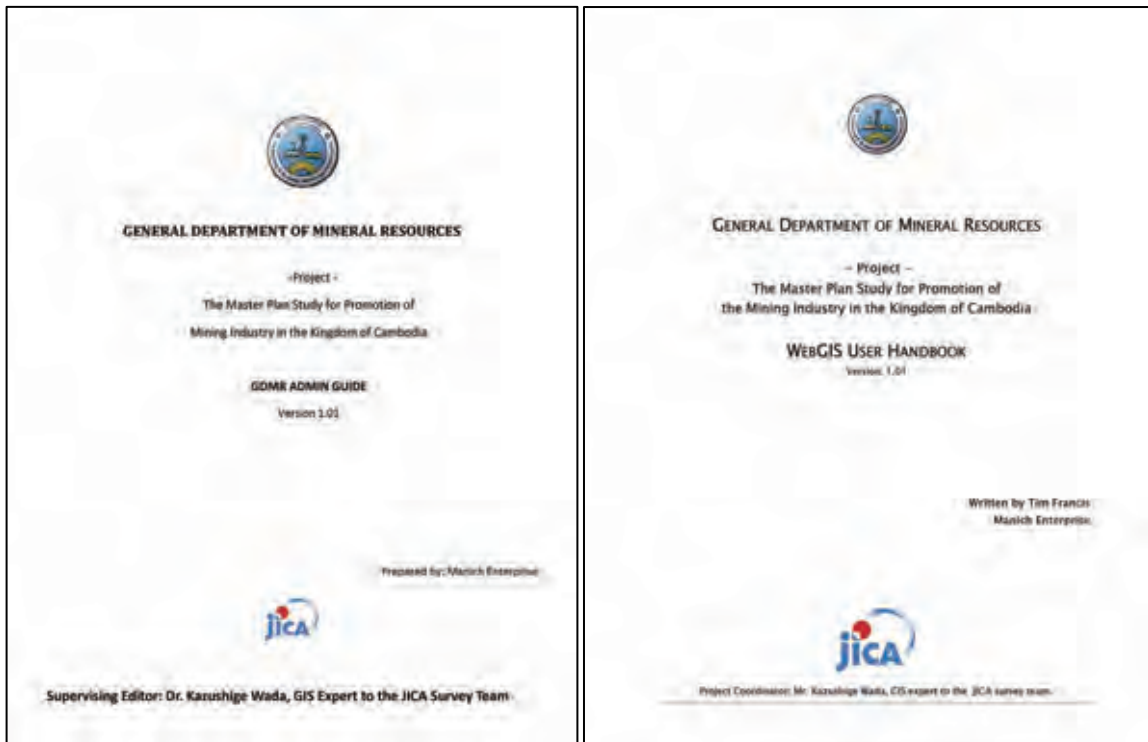 GENERAL DEPARTMENT OF MINERAL RESOURCES
-Project -
The Master Plan Study for Promotion of
Mining Industry in the Kingdom of Cambodia
GDMR ADMIN GUIDE
Version 1.01
Prepared by: Manich Enterprise
jica
Supervising Editor: Dr. Kazushige Wada, GIS Expert to the JICA Survey Team
GENERAL DEPARTMENT OF MINERAL RESOURCES
– Project –
The Master Plan Study for Promotion of
the Mining Industry in the Kingdom of Cambodia
WEBGIS USER HANDBOOK
Version: 1.01
Written by Tim Francis
Manich Enterprise
jica
Project Coordinator: Mr. Kazushige Wada, GIS expert to the JICA survey team.